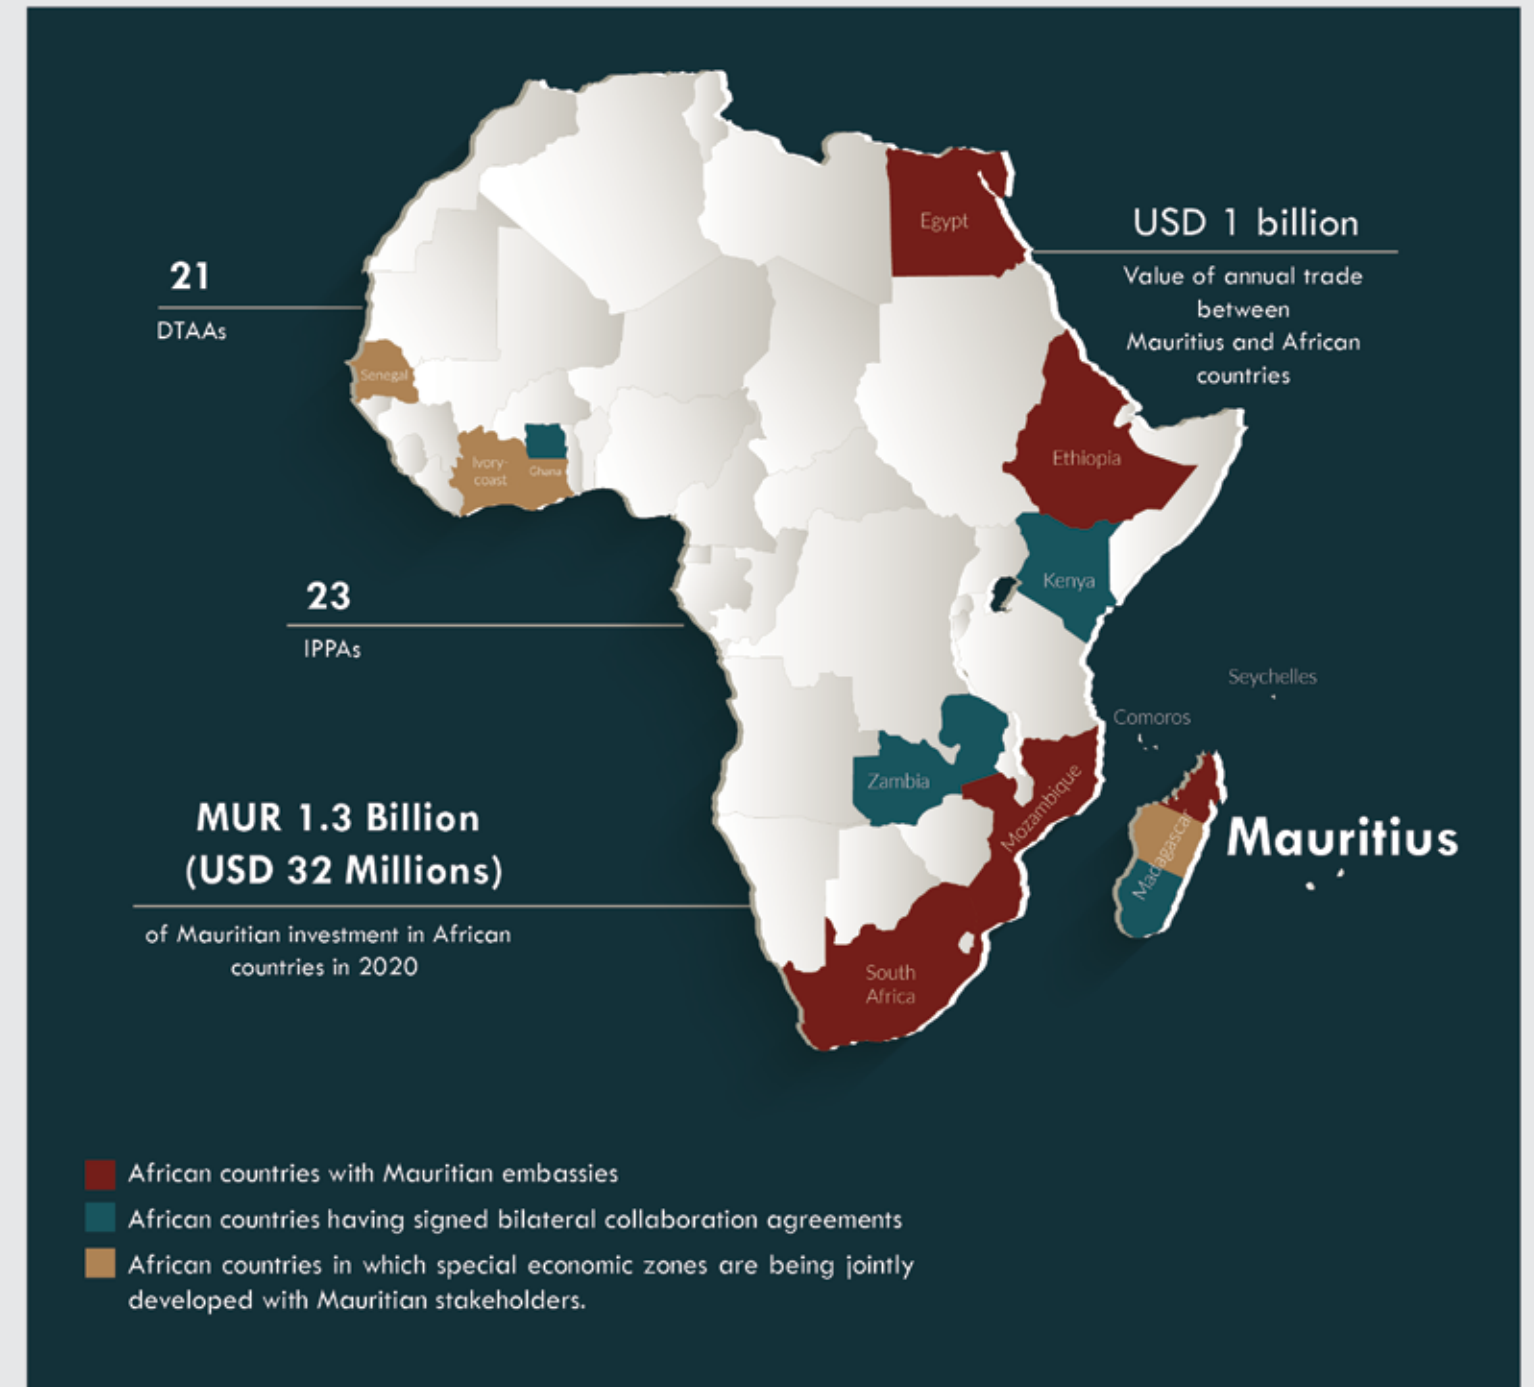 Egypt
USD 1 billion
Value of annual trade
between
Mauritius and African
countries
21
DTAAs
Senegal
Ivory-
coast
Ghana
Ethiopia
Kenya
23
IPPAs
Seychelles
Comoros
Zambia
Mozambique
Madagascar
Mauritius
MUR 1.3 Billion
(USD 32 Millions)
of Mauritian investment in African
countries in 2020
South
Africa
African countries with Mauritian embassies
African countries having signed bilateral collaboration agreements
African countries in which special economic zones are being jointly
developed with Mauritian stakeholders.